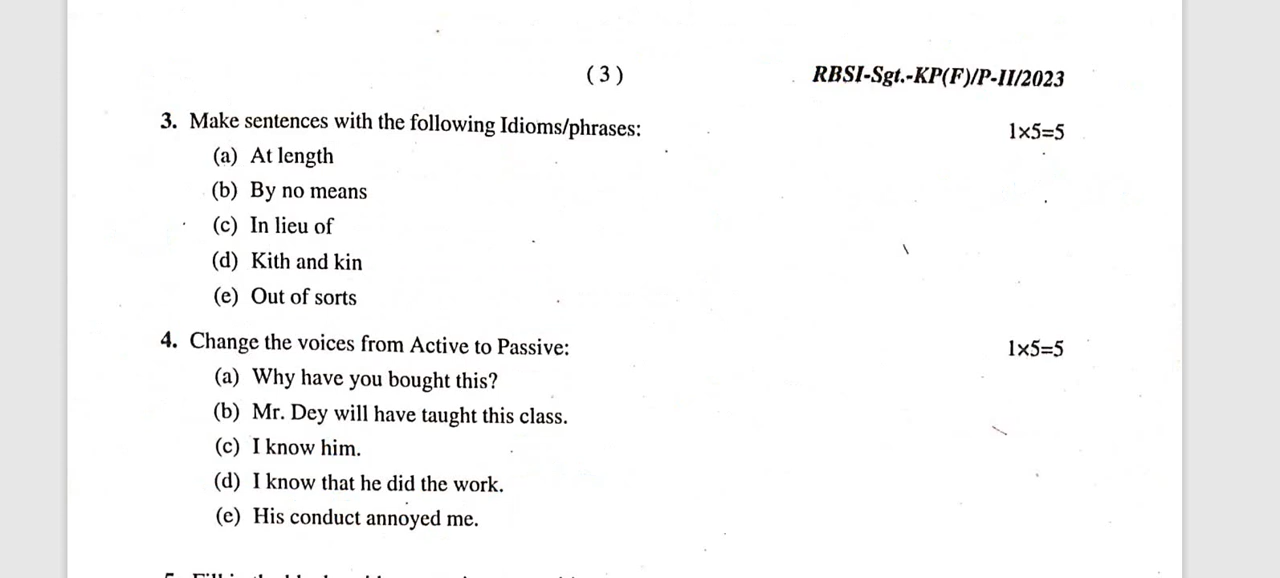 (3) RBSI-Sgt.-KP(F)/P-II/2023
3. Make sentences with the following Idioms/phrases: 1×5=5
(a) At length
(b) By no means
(c) In lieu of
(d) Kith and kin
(e) Out of sorts
4. Change the voices from Active to Passive: 1×5=5
(a) Why have you bought this?
(b) Mr. Dey will have taught this class.
(c) I know him.
(d) I know that he did the work.
(e) His conduct annoyed me.